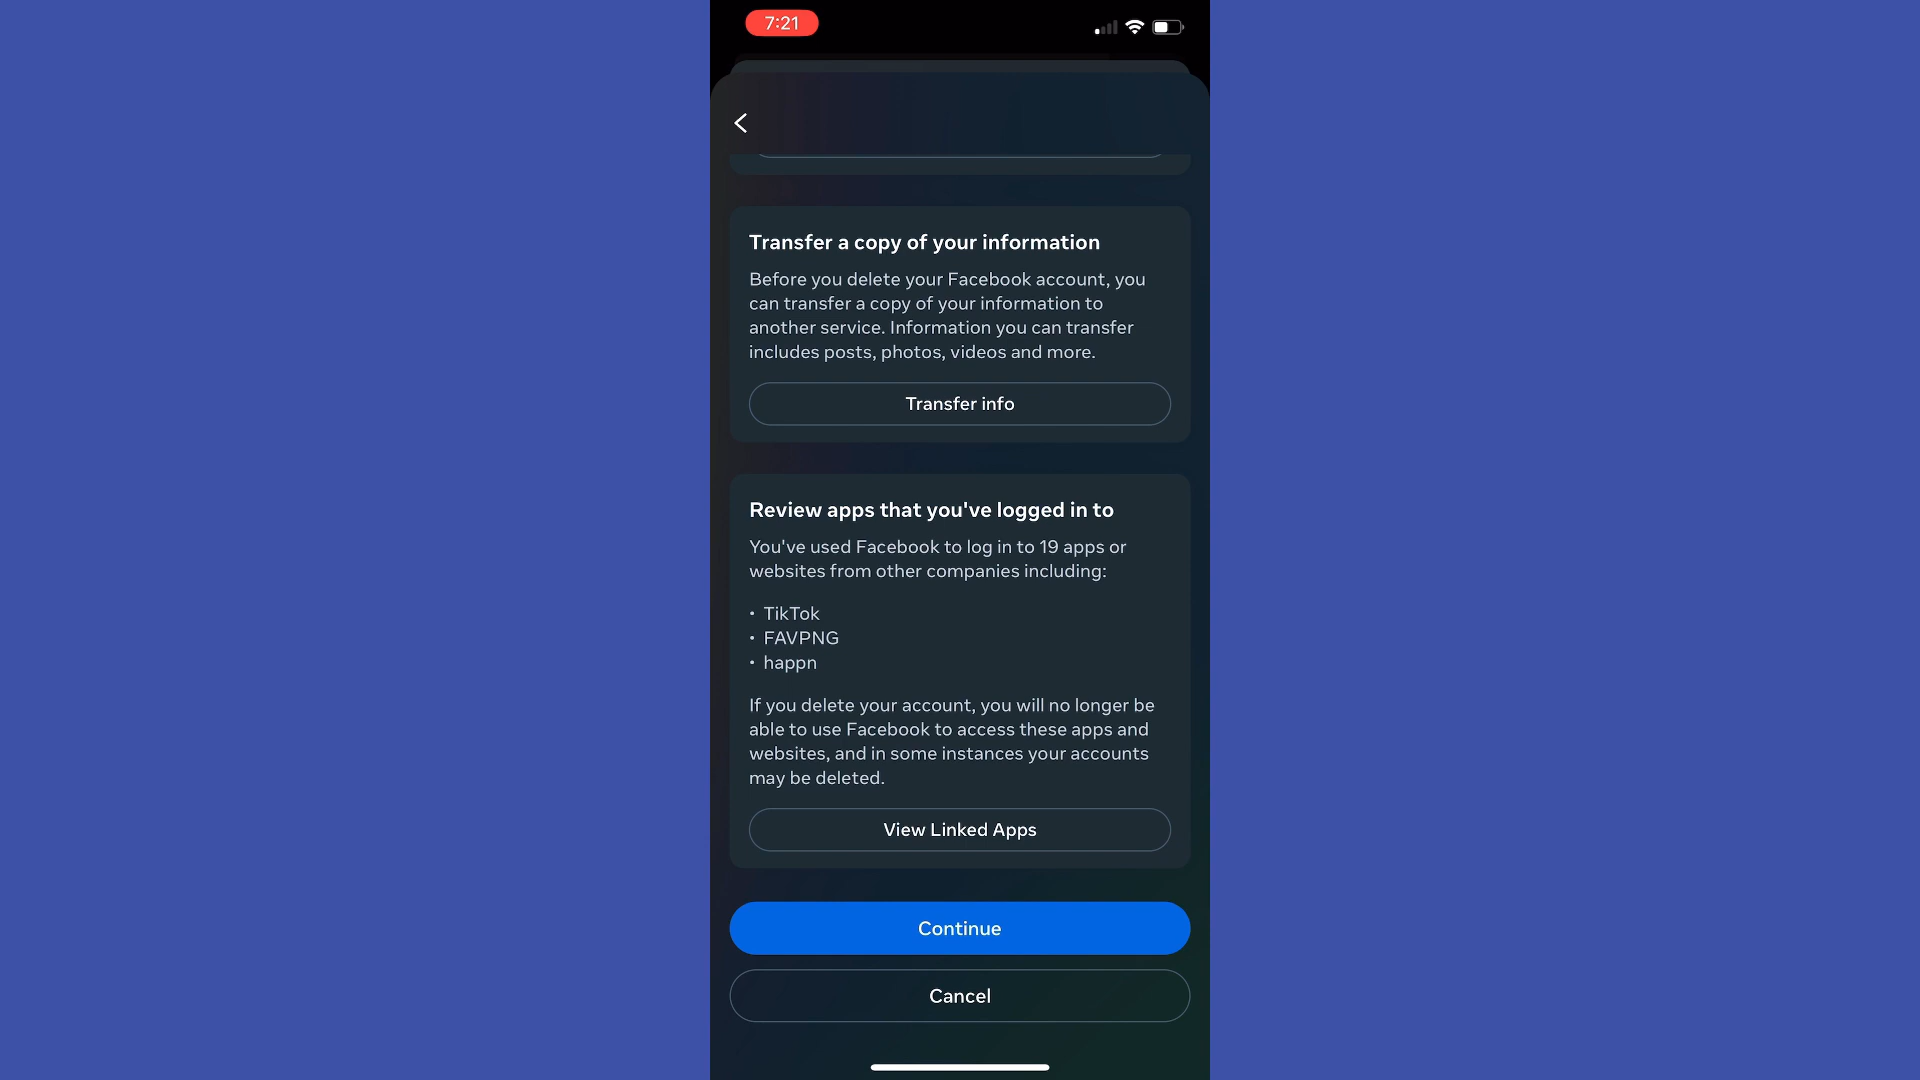 7:21
Transfer a copy of your information
Before you delete your Facebook account, you
can transfer a copy of your information to
another service. Information you can transfer
includes posts, photos, videos and more.
Transfer info
Review apps that you've logged in to
You've used Facebook to log in to 19 apps or
websites from other companies including:
• TikTok
• FAVPNG
• happn
If you delete your account, you will no longer be
able to use Facebook to access these apps and
websites, and in some instances your accounts
may be deleted.
View Linked Apps
Continue
Cancel